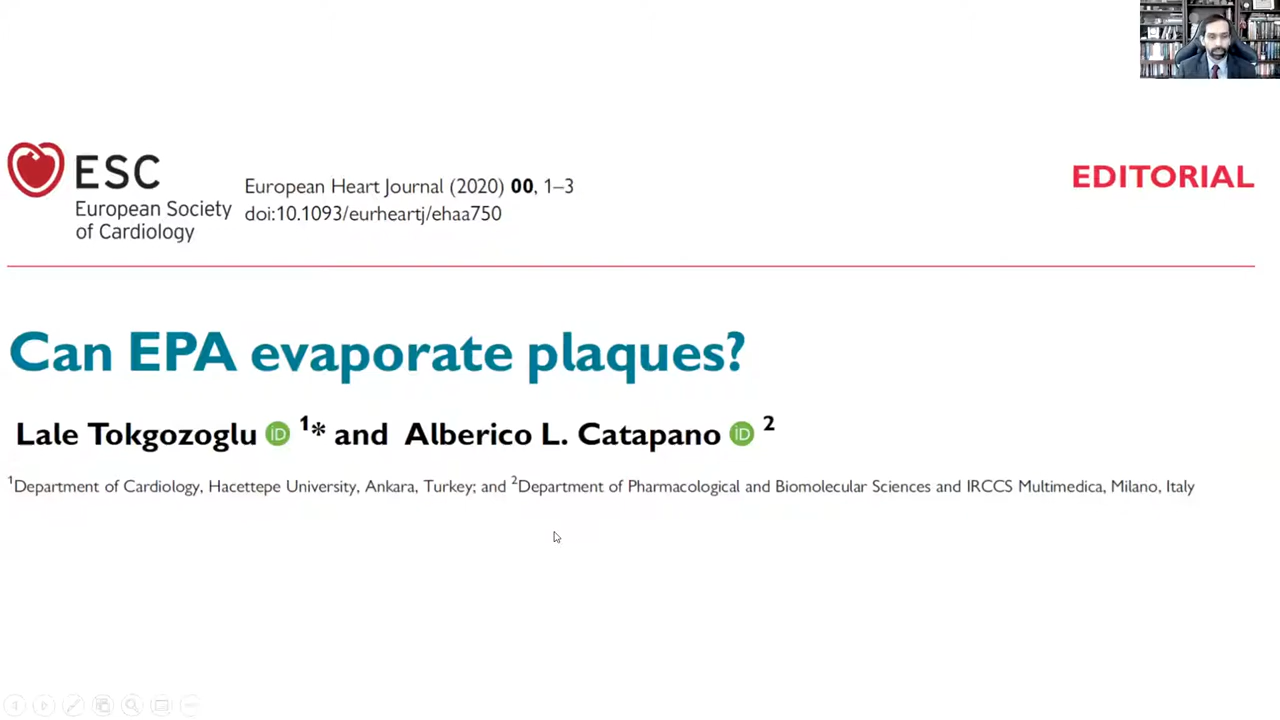 ESC
European Society
of Cardiology
European Heart Journal (2020) 00, 1–3
doi:10.1093/eurheartj/ehaa750
EDITORIAL
Can EPA evaporate plaques?
Lale Tokgozoglu iD 1* and Alberico L. Catapano iD 2
1Department of Cardiology, Hacettepe University, Ankara, Turkey; and 2Department of Pharmacological and Biomolecular Sciences and IRCCS Multimedica, Milano, Italy